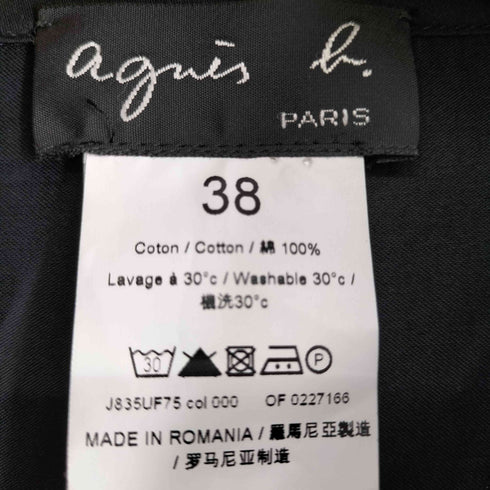 agnès b.
PARIS
38
Coton / Cotton / 綿 100%
Lavage à 30°c / Washable 30°c /
機洗30°c
30 P
J835UF75 col 000 OF 0227166
MADE IN ROMANIA / 羅馬尼亞製造
/ 罗马尼亚制造